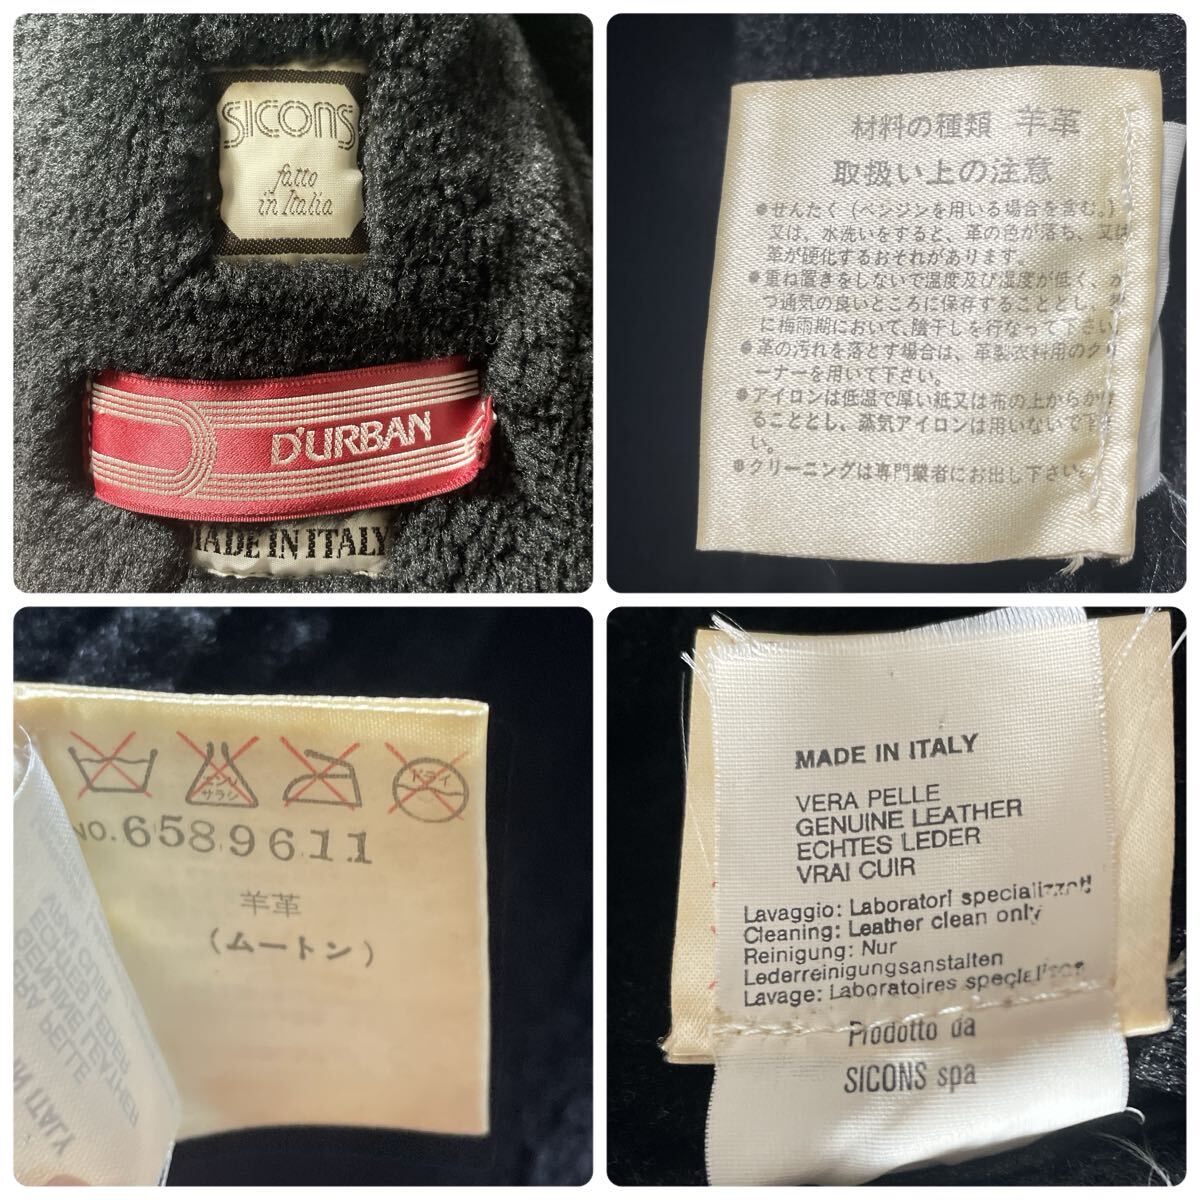 SICONS
fatto
in Italia
D'URBAN
MADE IN ITALY
材料の種類 羊革
取扱い上の注意
●せんたく（ベンジンを用いる場合を含む。）
又は、水洗いをすると、革の色が落ち、又は
革が硬化するおそれがあります。
●重ね置きをしないで温度及び湿度が低く、か
つ通気の良いところに保存することとし、特
に梅雨期において、陰干しを行なって下さい。
●革の汚れを落とす場合は、革製衣料用のクリ
ーナーを用いて下さい。
●アイロンは低温で厚い紙又は布の上からかけ
ることとし、蒸気アイロンは用いないで下さ
い。
●クリーニングは専門業者にお出し下さい。
エンソ
サラシ
ドライ
NO.6589611
羊革
(ムートン)
MADE IN ITALY
VERA PELLE
GENUINE LEATHER
ECHTES LEDER
VRAI CUIR
Lavaggio: Laboratori specializzati
Cleaning: Leather clean only
Reinigung: Nur
Lederreinigungsanstalten
Lavage: Laboratoires
Prodotto da
SICONS spa
VERA PELLE
GENUINE LEATHER